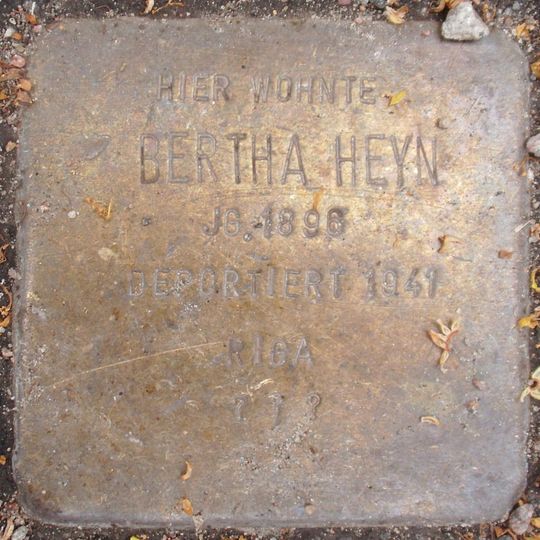 HIER WOHNTE
BERTHA HEYN
JG. 1896
DEPORTIERT 1941
RIGA
? ? ?